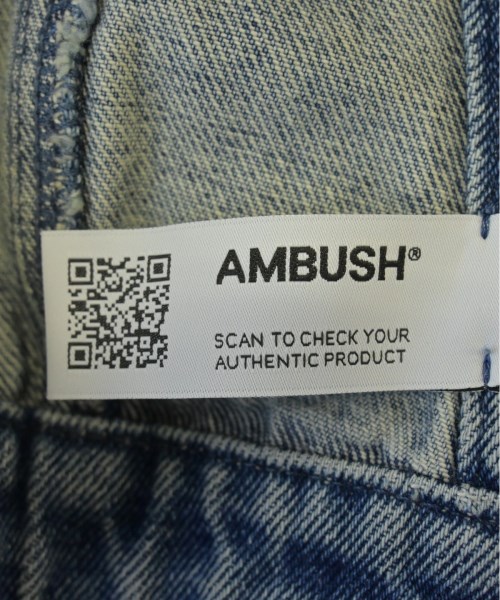 AMBUSH®
SCAN TO CHECK YOUR
AUTHENTIC PRODUCT